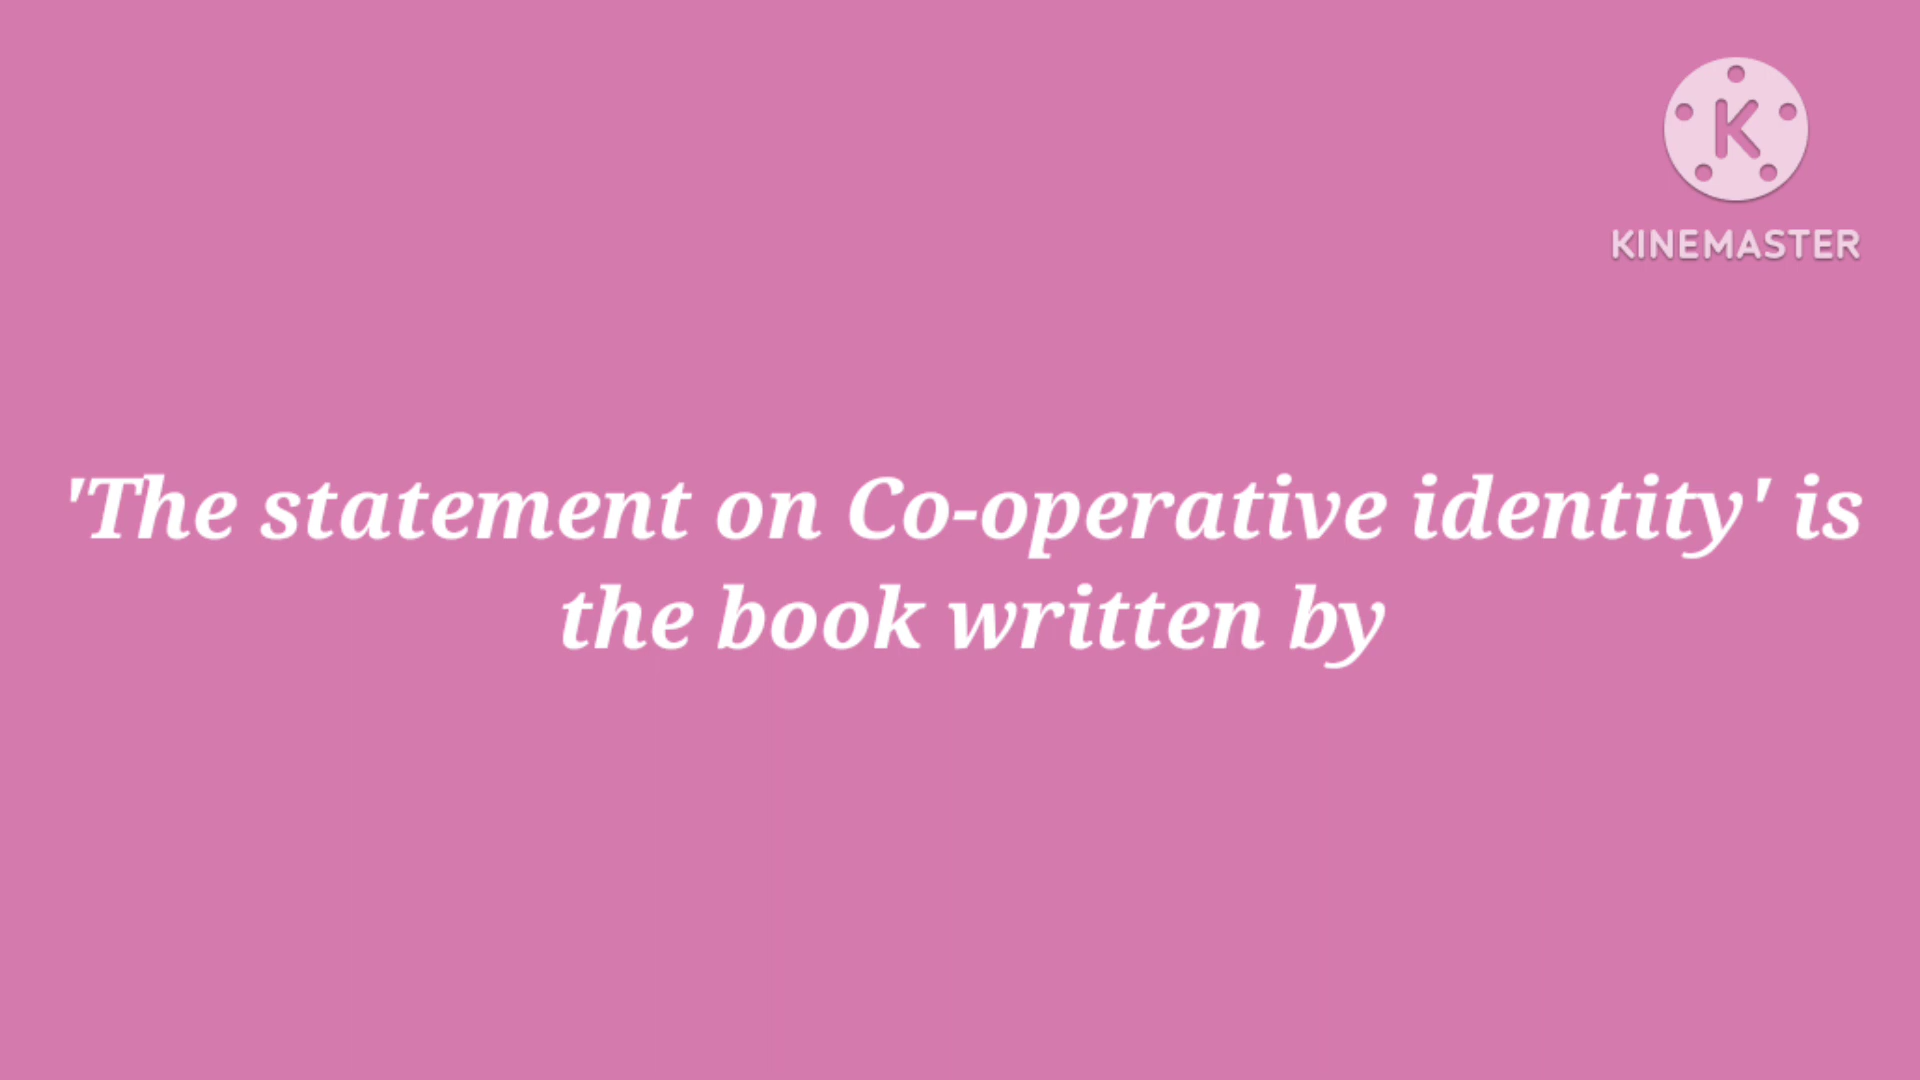 KINEMASTER
'The statement on Co-operative identity' is
the book written by